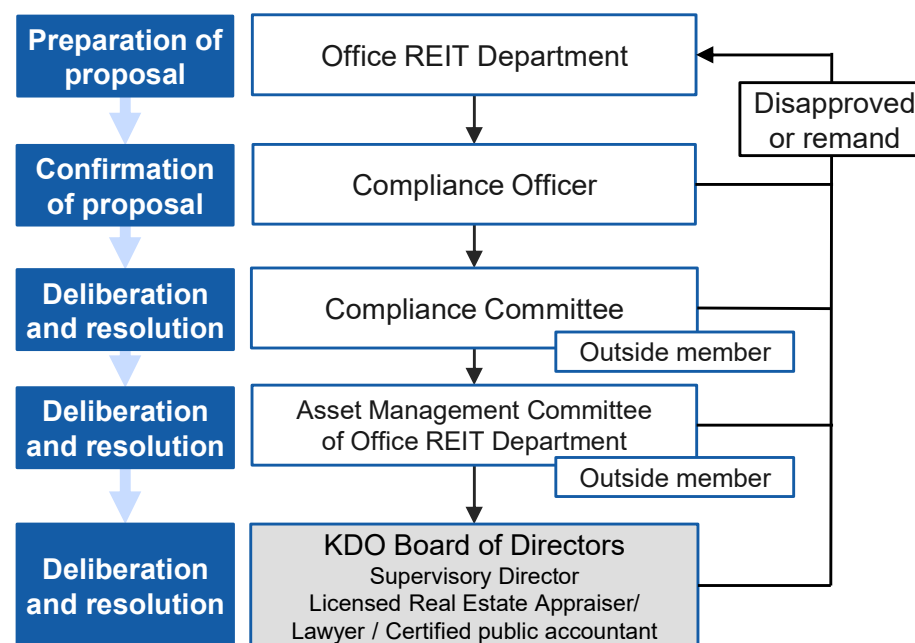 Preparation of
proposal
Office REIT Department
Disapproved
or remand
Confirmation
of proposal
Compliance Officer
Deliberation
and resolution
Compliance Committee
Outside member
Deliberation
and resolution
Asset Management Committee
of Office REIT Department
Outside member
Deliberation
and resolution
KDO Board of Directors
Supervisory Director
Licensed Real Estate Appraiser/
Lawyer / Certified public accountant